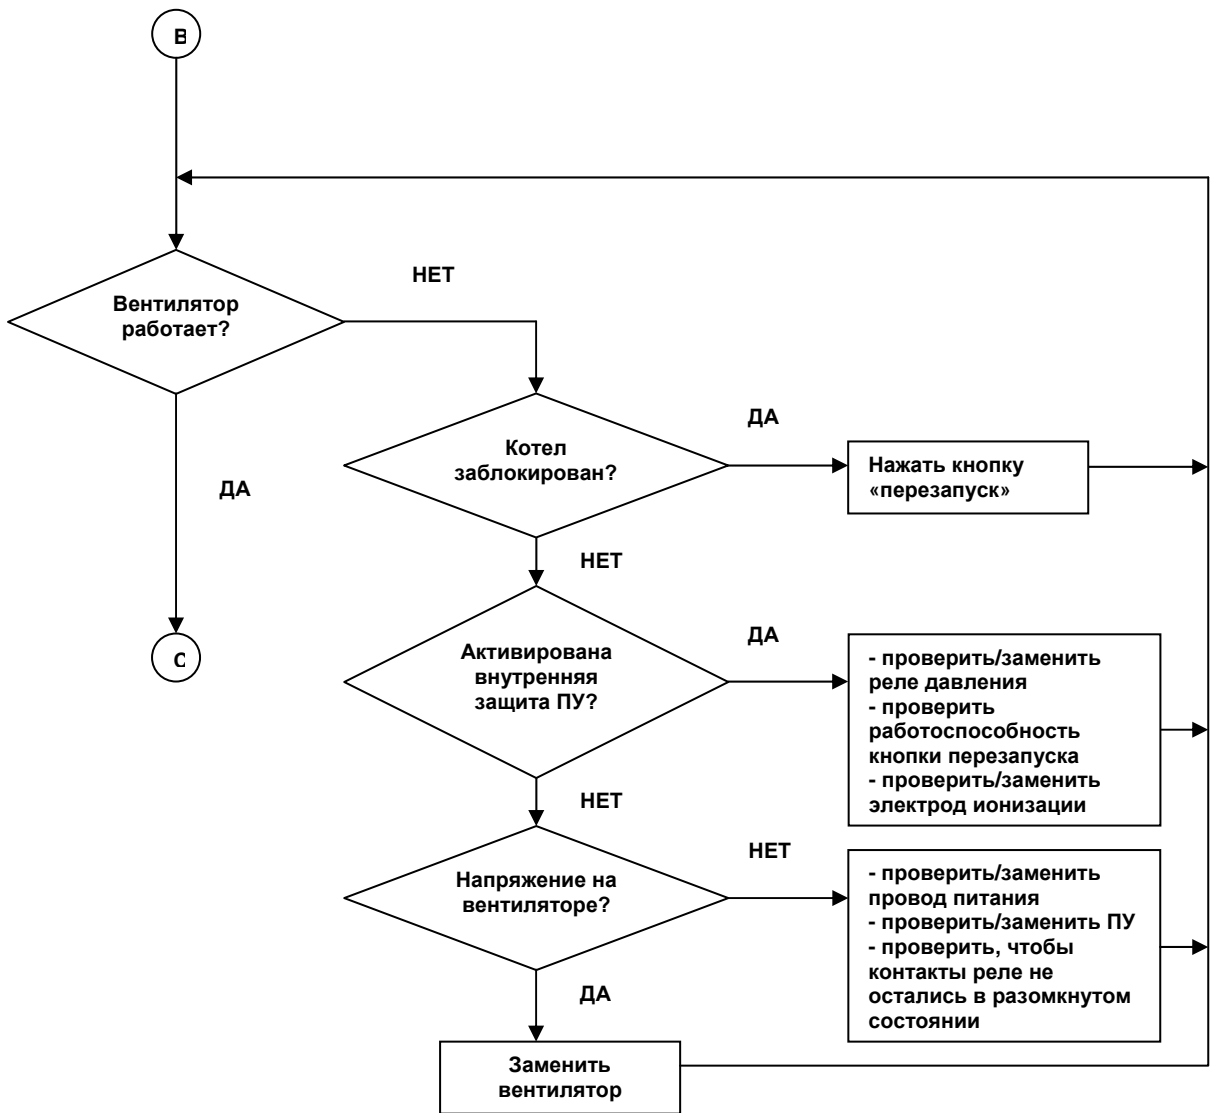 В
НЕТ
Вентилятор
работает?
ДА
Котел
заблокирован?
ДА
Нажать кнопку
«перезапуск»
НЕТ
С
Активирована
внутренняя
защита ПУ?
ДА
- проверить/заменить
реле давления
- проверить
работоспособность
кнопки перезапуска
- проверить/заменить
электрод ионизации
НЕТ
Напряжение на
вентиляторе?
НЕТ
- проверить/заменить
провод питания
- проверить/заменить ПУ
- проверить, чтобы
контакты реле не
остались в разомкнутом
состоянии
ДА
Заменить
вентилятор